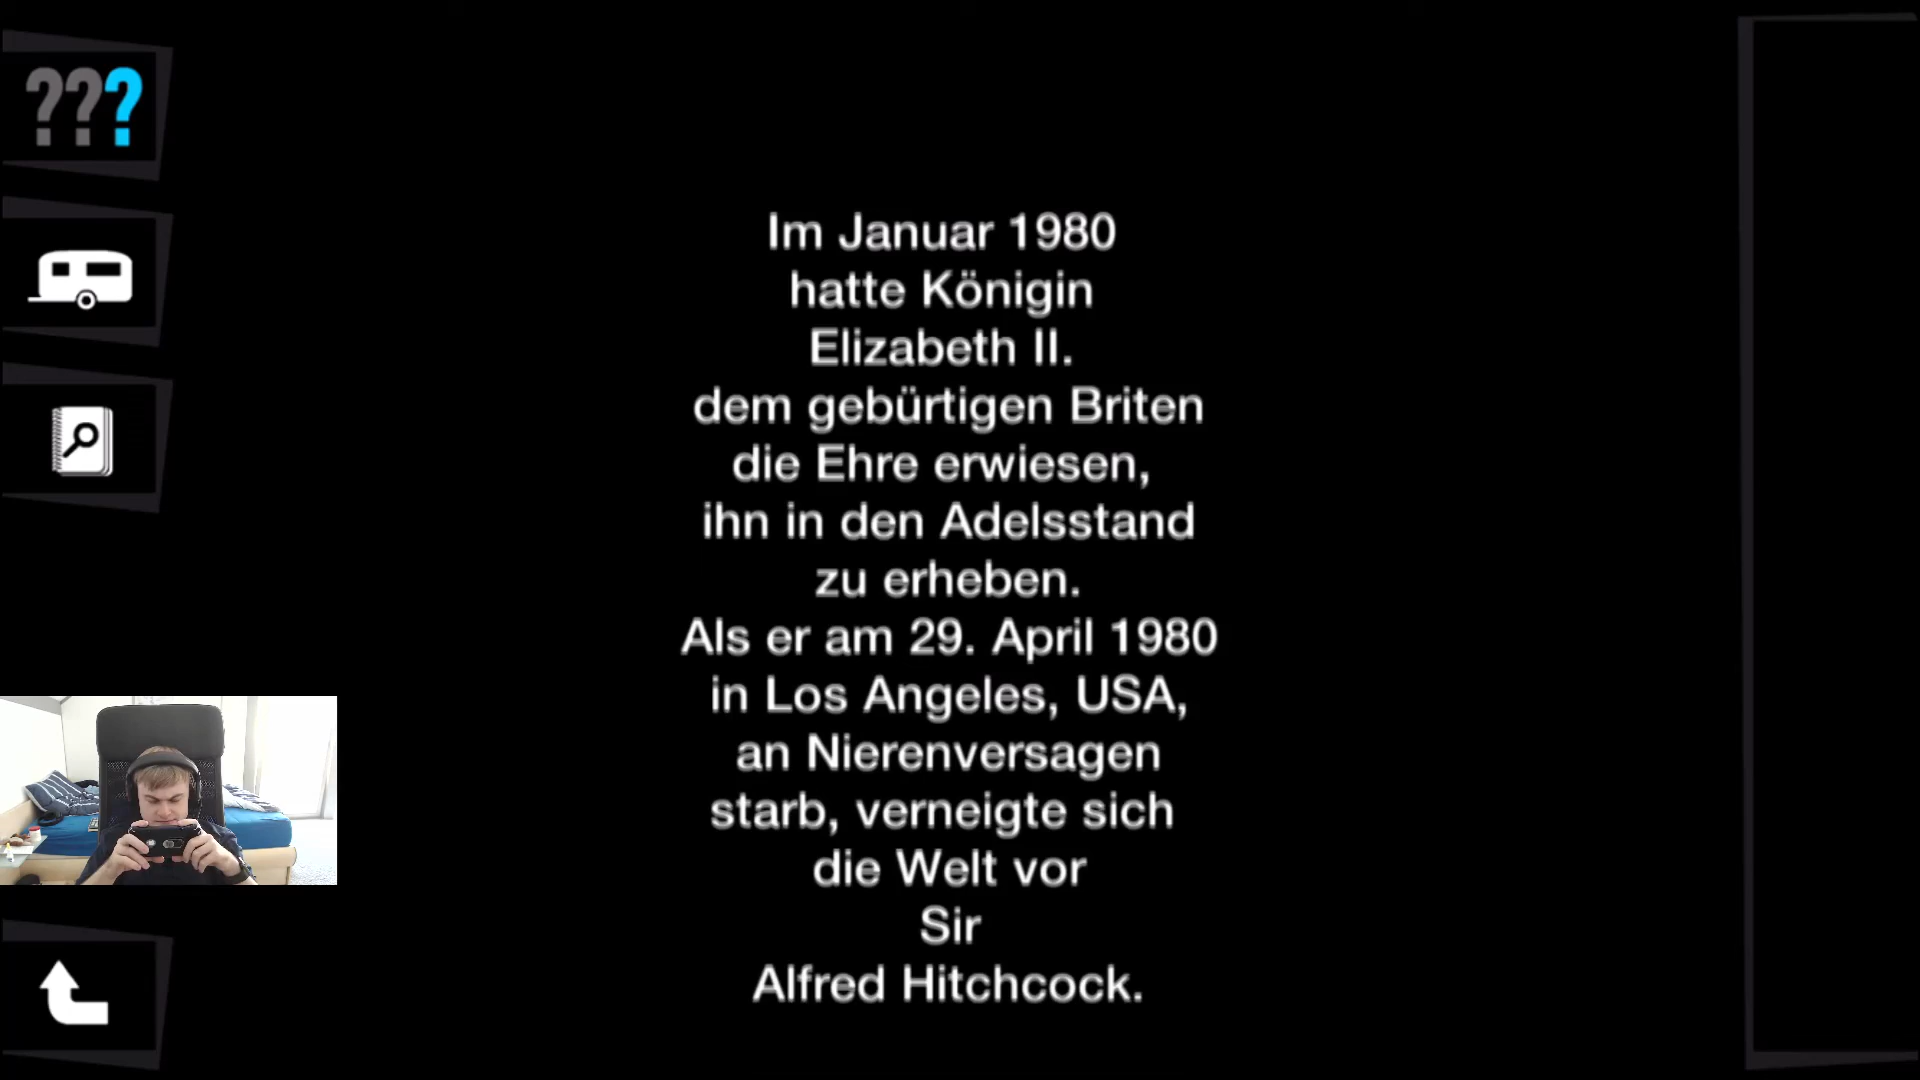 ???
Im Januar 1980
hatte Königin
Elizabeth II.
dem gebürtigen Briten
die Ehre erwiesen,
ihn in den Adelsstand
zu erheben.
Als er am 29. April 1980
in Los Angeles, USA,
an Nierenversagen
starb, verneigte sich
die Welt vor
Sir
Alfred Hitchcock.